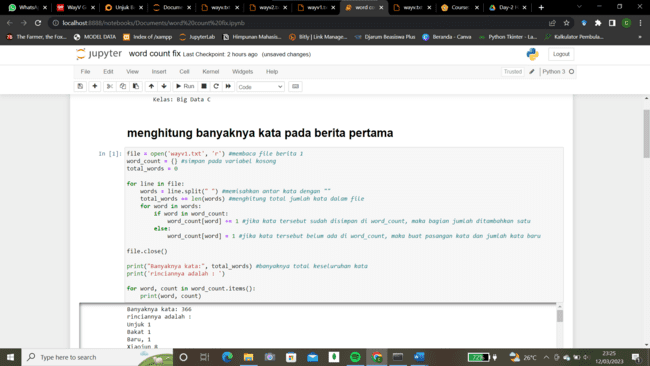 WhatsA
WayV
Unjuk B
Docume
wayv.tx
wayv2.tx
wayv1.tx
word co
wayv.tx
Course
Day-2
localhost:8888/notebooks/Documents/word%20count%20fix.ipynb
The Farmer, the Fox...
MODEL DATA
Index of /isampp
JupyterLab
Himpunan Mahasis...
Bitly | Link Manage...
Djarum Beasiswa Plus
Beranda - Canva
Python Tkinter - La...
Kalkulator Pembula...
jupyter word count fix Last Checkpoint: 2 hours ago (unsaved changes)
Logout
File Edit View Insert Cell Kernel Widgets Help
Trusted
Python 3
Run
Code
Kelas: Big Data C
menghitung banyaknya kata pada berita pertama
In [1]: file = open('wayv1.txt', 'r') #membaca file berita 1
word_count = {} #simpan pada variabel kosong
total_words = 0
for line in file:
words = line.split(" ") #memisahkan antar kata dengan ""
total_words += len(words) #menghitung total jumlah kata dalam file
for word in words:
if word in word_count:
word_count[word] += 1 #jika kata tersebut sudah disimpan di word_count, maka bagian jumlah ditambahkan satu
else:
word_count[word] = 1 #jika kata tersebut belum ada di word_count, maka buat pasangan kata dan jumlah kata baru
file.close()
print("Banyaknya kata:", total_words) #banyaknya total keseluruhan kata
print('rinciannya adalah : ')
for word, count in word_count.items():
print(word, count)
Banyaknya kata: 366
rinciannya adalah :
Unjuk 1
Bakat 1
Baru, 1
Xiaojun 8
Type here to search
26°C
23:25
12/03/2023